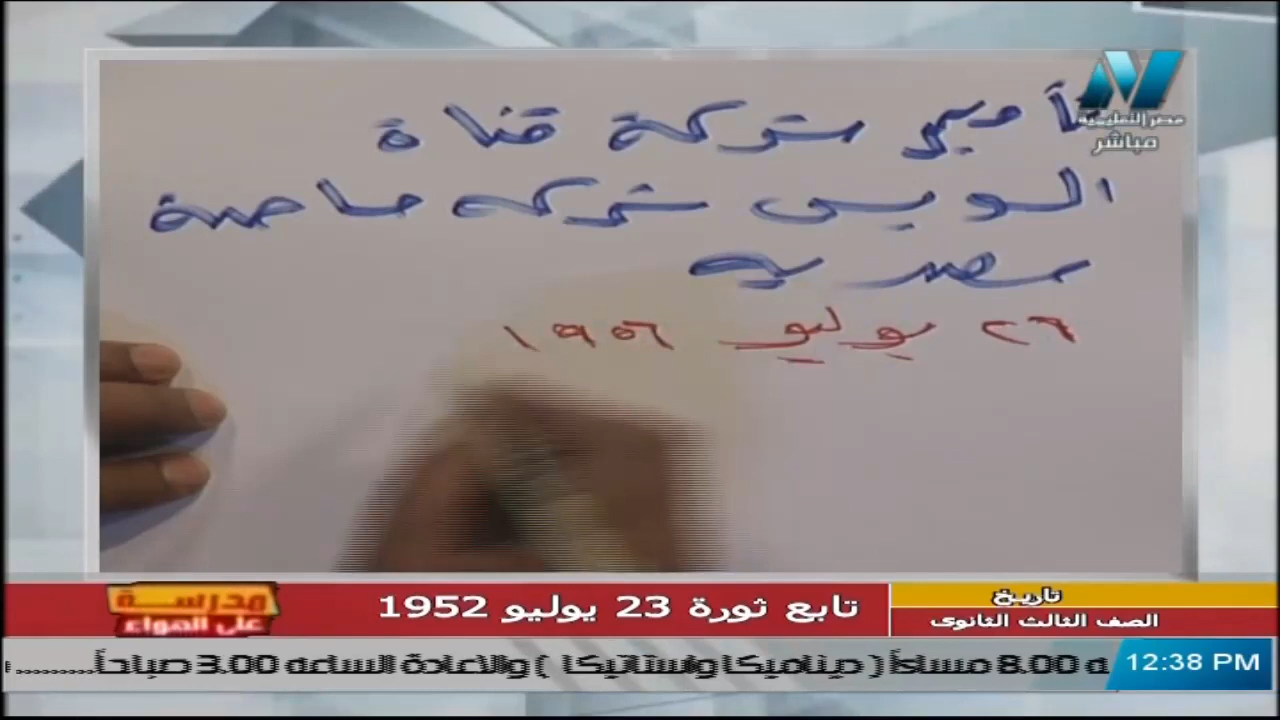 تأميم شركة قناة
السويس شركة مساهمة
مصرية
٢٦ يوليو ١٩٥٦
مصر التعليمية
مباشر
تابع ثورة 23 يوليو 1952
تاريخ
الصف الثالث الثانوى
مدرسة
على الهواء
8.00 مساءاً ( ديناميكا واستاتيكا ) والاعادة الساعه 3.00 صباحاً..........
12:38 PM